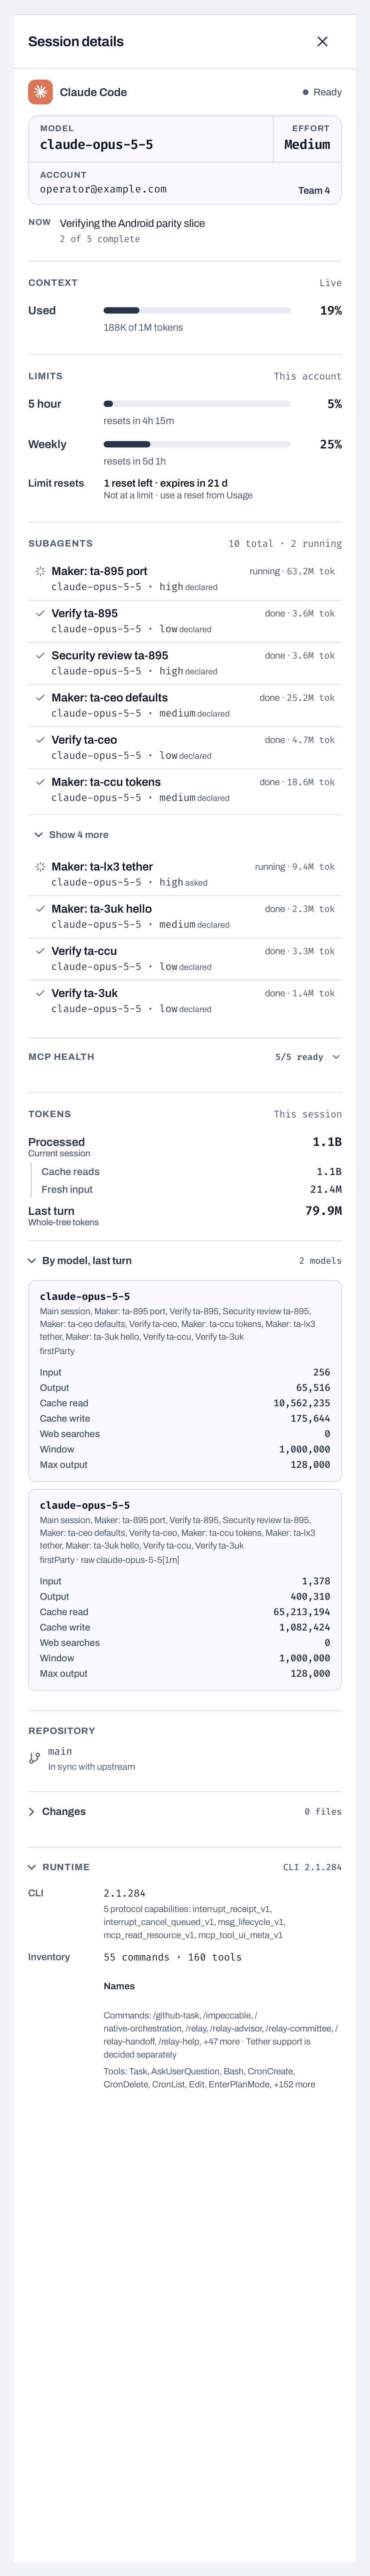 Session details
Claude Code
Ready
MODEL
EFFORT
claude-opus-5-5
Medium
ACCOUNT
operator@example.com
Team 4
NOW Verifying the Android parity slice
2 of 5 complete
CONTEXT
Live
Used
19%
188K of 1M tokens
LIMITS
This account
5 hour
5%
resets in 4h 15m
Weekly
25%
resets in 5d 1h
Limit resets
1 reset left · expires in 21 d
Not at a limit · use a reset from Usage
SUBAGENTS
10 total · 2 running
Maker: ta-895 port
running · 63.2M tok
claude-opus-5-5 · high declared
Verify ta-895
done · 3.6M tok
claude-opus-5-5 · low declared
Security review ta-895
done · 3.6M tok
claude-opus-5-5 · high declared
Maker: ta-ceo defaults
done · 25.2M tok
claude-opus-5-5 · medium declared
Verify ta-ceo
done · 4.7M tok
claude-opus-5-5 · low declared
Maker: ta-ccu tokens
done · 18.6M tok
claude-opus-5-5 · medium declared
Show 4 more
Maker: ta-lx3 tether
running · 9.4M tok
claude-opus-5-5 · high asked
Maker: ta-3uk hello
done · 2.3M tok
claude-opus-5-5 · medium declared
Verify ta-ccu
done · 3.3M tok
claude-opus-5-5 · low declared
Verify ta-3uk
done · 1.4M tok
claude-opus-5-5 · low declared
MCP HEALTH
5/5 ready
TOKENS
This session
Processed
1.1B
Current session
Cache reads
1.1B
Fresh input
21.4M
Last turn
79.9M
Whole-tree tokens
By model, last turn
2 models
claude-opus-5-5
Main session, Maker: ta-895 port, Verify ta-895, Security review ta-895,
Maker: ta-ceo defaults, Verify ta-ceo, Maker: ta-ccu tokens, Maker: ta-lx3
tether, Maker: ta-3uk hello, Verify ta-ccu, Verify ta-3uk
firstParty
Input
256
Output
65,516
Cache read
10,562,235
Cache write
175,644
Web searches
0
Window
1,000,000
Max output
128,000
claude-opus-5-5
Main session, Maker: ta-895 port, Verify ta-895, Security review ta-895,
Maker: ta-ceo defaults, Verify ta-ceo, Maker: ta-ccu tokens, Maker: ta-lx3
tether, Maker: ta-3uk hello, Verify ta-ccu, Verify ta-3uk
firstParty · raw claude-opus-5-5[1m]
Input
1,378
Output
400,310
Cache read
65,213,194
Cache write
1,082,424
Web searches
0
Window
1,000,000
Max output
128,000
REPOSITORY
main
In sync with upstream
Changes
0 files
RUNTIME
CLI 2.1.284
CLI
2.1.284
5 protocol capabilities: interrupt_receipt_v1,
interrupt_cancel_queued_v1, msg_lifecycle_v1,
mcp_read_resource_v1, mcp_tool_ui_meta_v1
Inventory
55 commands · 160 tools
Names
Commands: /github-task, /impeccable, /
native-orchestration, /relay, /relay-advisor, /relay-committee, /
relay-handoff, /relay-help, +47 more · Tether support is
decided separately
Tools: Task, AskUserQuestion, Bash, CronCreate,
CronDelete, CronList, Edit, EnterPlanMode, +152 more